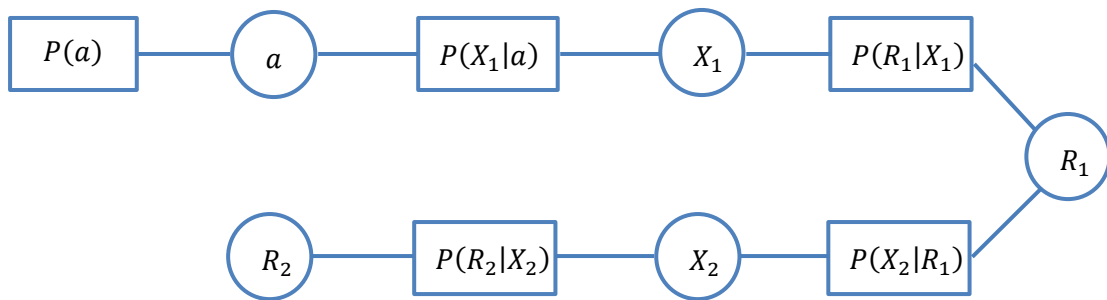 P(a)
a
P(X₁|a)
X₁
P(R₁|X₁)
R₁
R₂
P(R₂|X₂)
X₂
P(X₂|R₁)